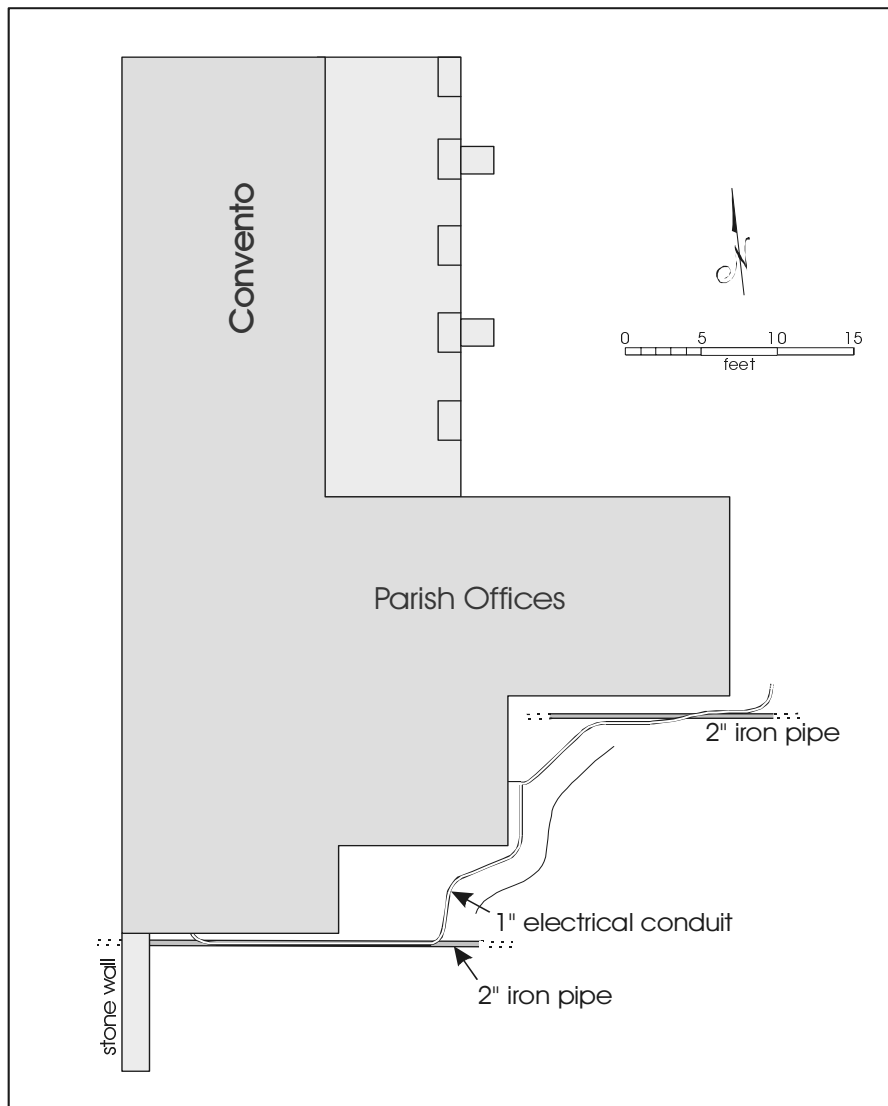 Convento
N
0 5 10 15
feet
Parish Offices
2" iron pipe
1" electrical conduit
2" iron pipe
stone wall